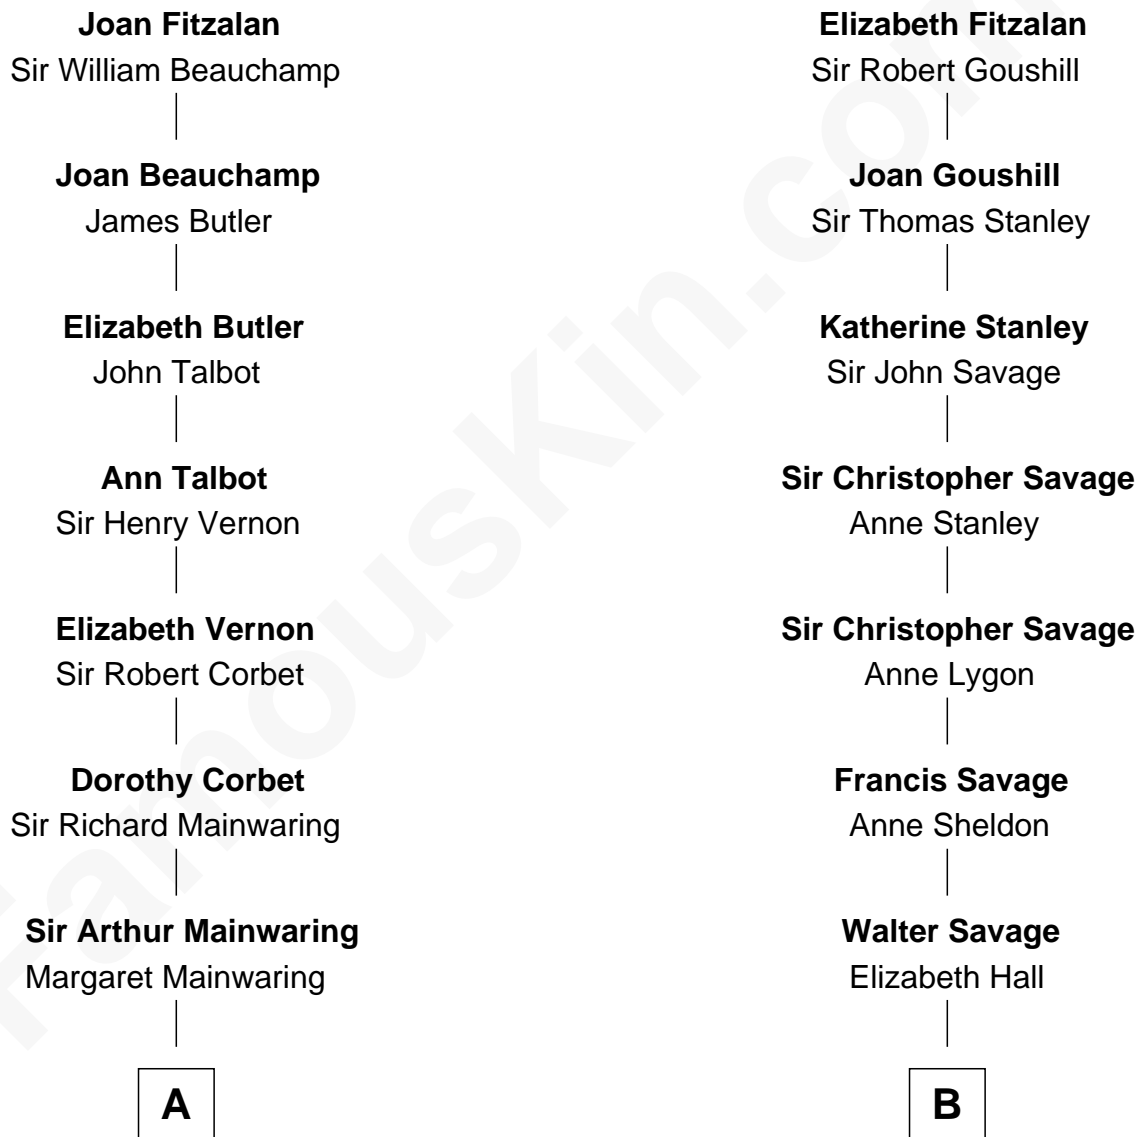 Joan Fitzalan
Sir William Beauchamp
Joan Beauchamp
James Butler
Elizabeth Butler
John Talbot
Ann Talbot
Sir Henry Vernon
Elizabeth Vernon
Sir Robert Corbet
Dorothy Corbet
Sir Richard Mainwaring
Sir Arthur Mainwaring
Margaret Mainwaring
A
Elizabeth Fitzalan
Sir Robert Goushill
Joan Goushill
Sir Thomas Stanley
Katherine Stanley
Sir John Savage
Sir Christopher Savage
Anne Stanley
Sir Christopher Savage
Anne Lygon
Francis Savage
Anne Sheldon
Walter Savage
Elizabeth Hall
B
FamousKin.com